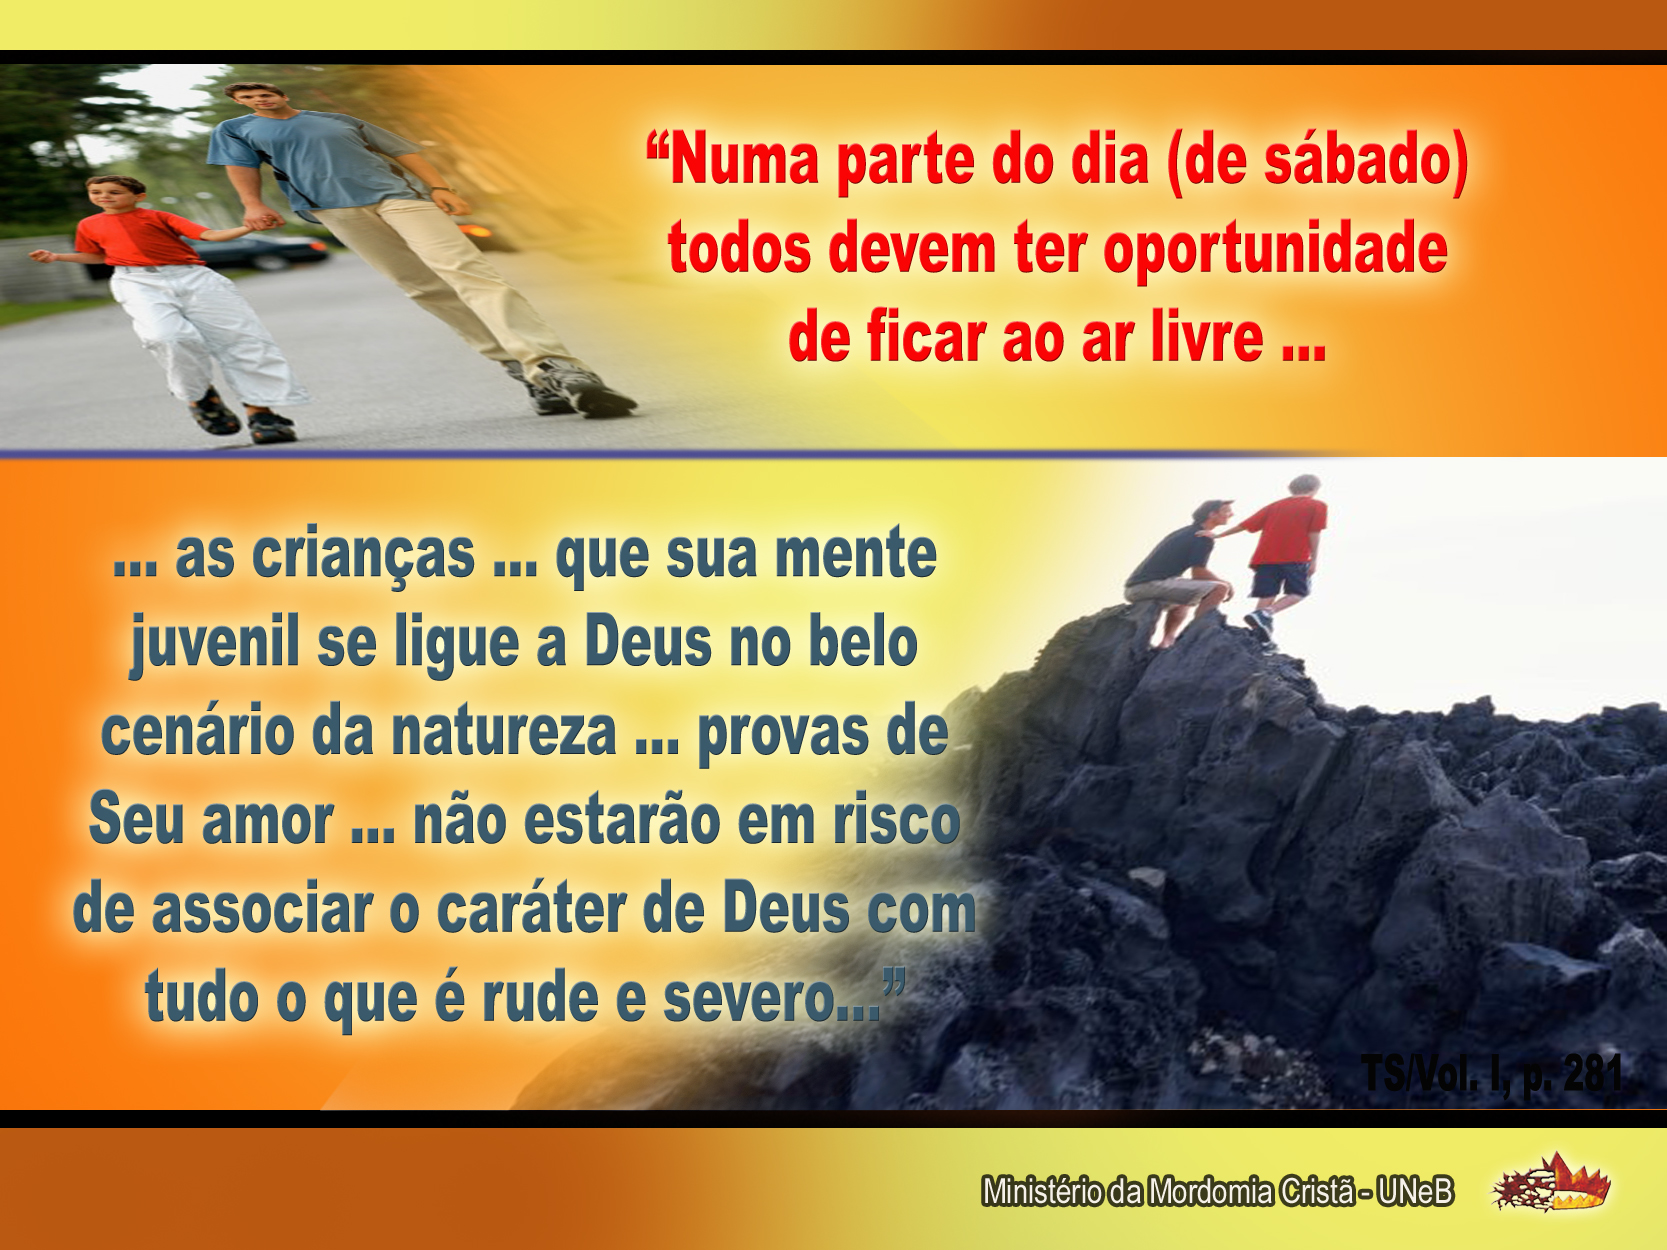 “Numa parte do dia (de sábado)
todos devem ter oportunidade
de ficar ao ar livre ...
... as crianças ... que sua mente
juvenil se ligue a Deus no belo
cenário da natureza ... provas de
Seu amor ... não estarão em risco
de associar o caráter de Deus com
tudo o que é rude e severo...”
TS/Vol. I, p. 281
Ministério da Mordomia Cristã - UNeB